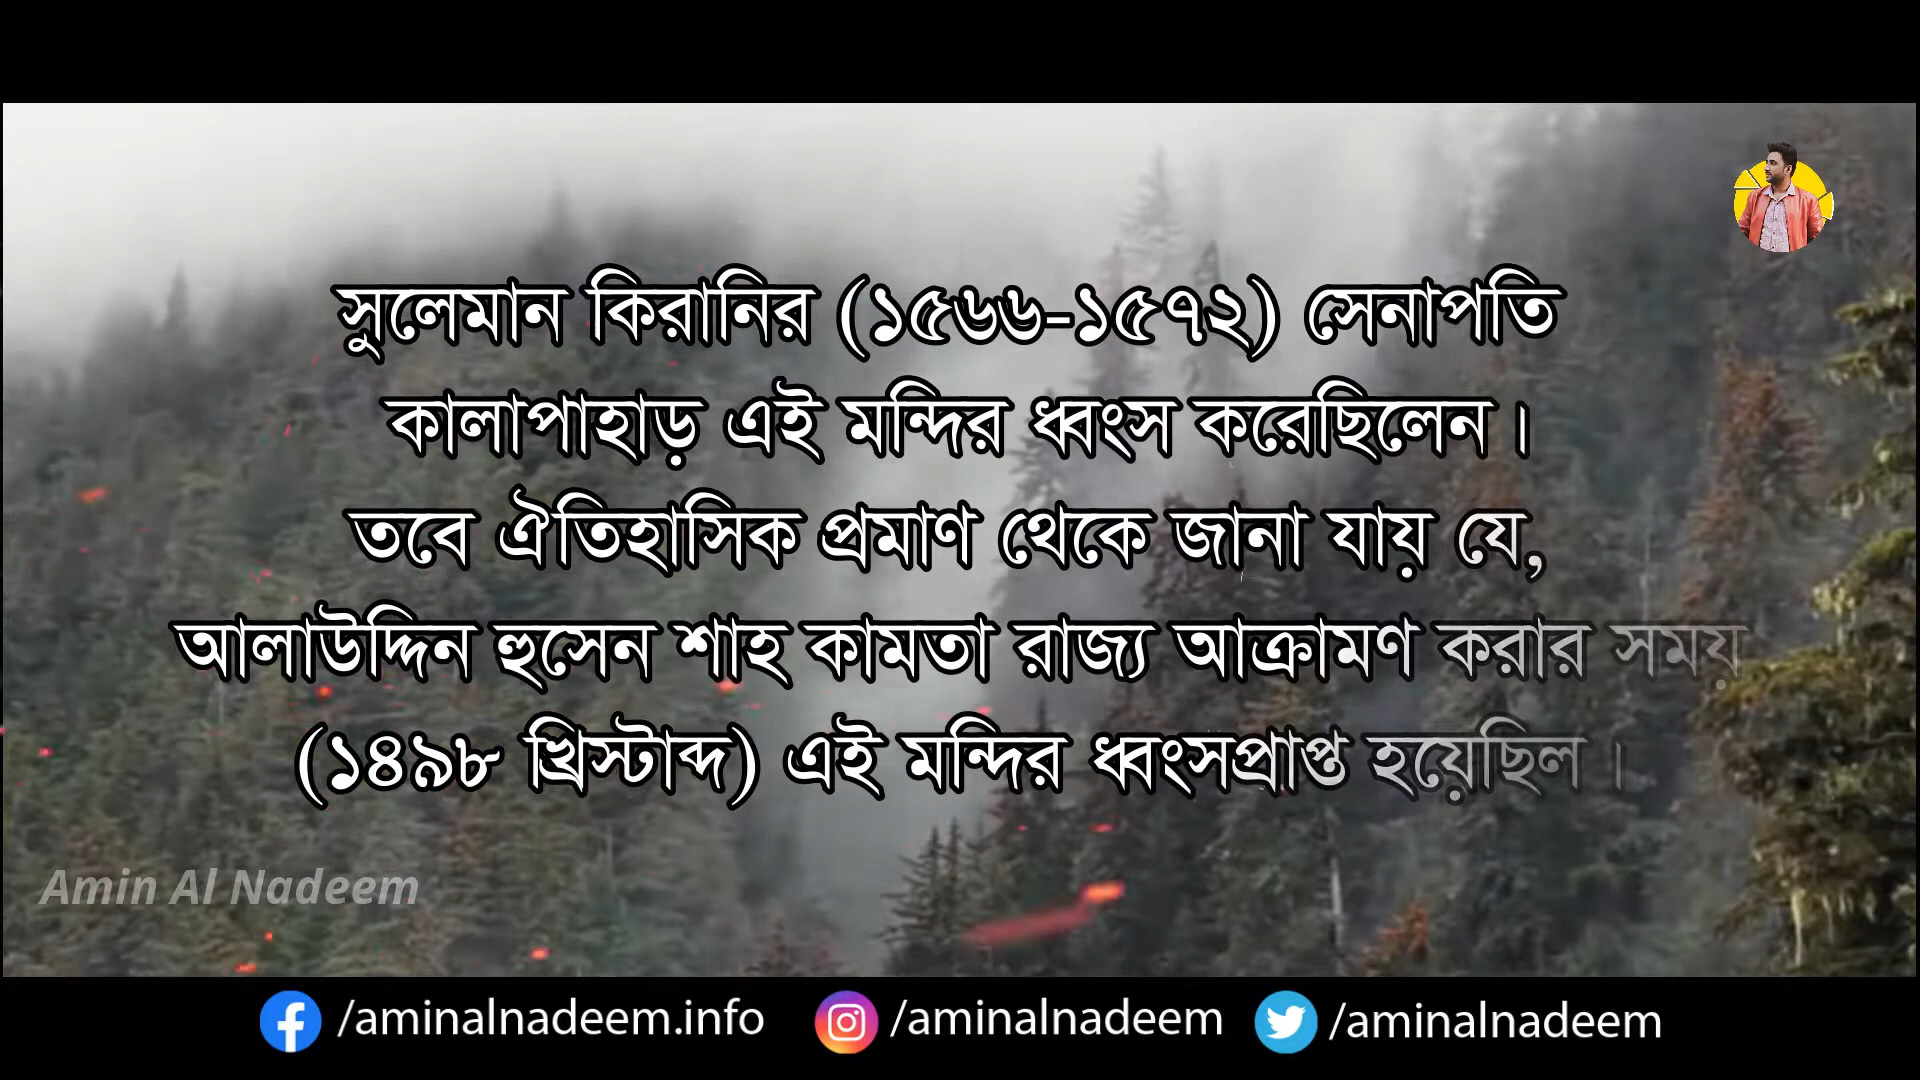 সুলেমান কিরানির (১৫৬৬-১৫৭২) সেনাপতি
কালাপাহাড় এই মন্দির ধ্বংস করেছিলেন।
তবে ঐতিহাসিক প্রমাণ থেকে জানা যায় যে,
আলাউদ্দিন হুসেন শাহ কামতা রাজ্য আক্রামণ করার সময়
(১৪৯৮ খ্রিস্টাব্দ) এই মন্দির ধ্বংসপ্রাপ্ত হয়েছিল।
Amin Al Nadeem
/aminalnadeem.info /aminalnadeem /aminalnadeem